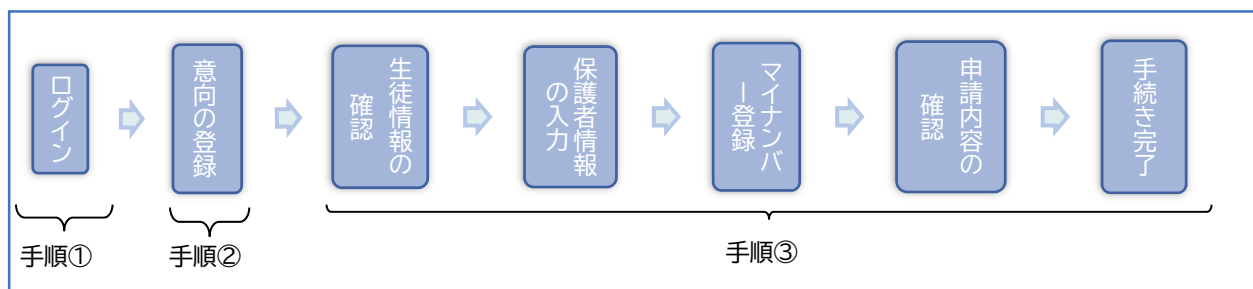 ログイン
意向の登録
生徒情報の
確認
保護者情報
の入力
マイナンバ
ー登録
申請内容の
確認
手続き完了
手順①
手順②
手順③